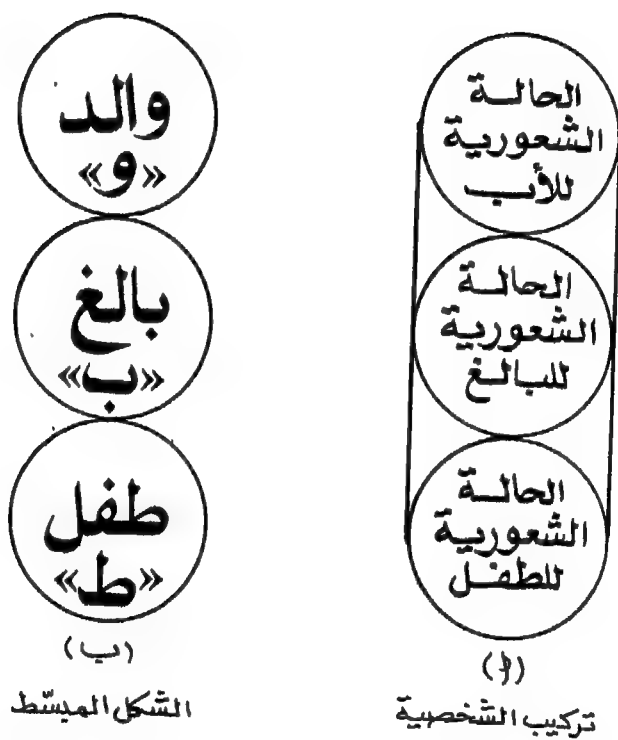 الحالة
الشعورية
للأب
الحالة
الشعورية
للبالغ
الحالة
الشعورية
للطفل
(أ)
تركيب الشخصية
والد
«و»
بالغ
«ب»
طفل
«ط»
(ب)
الشكل المبسّط